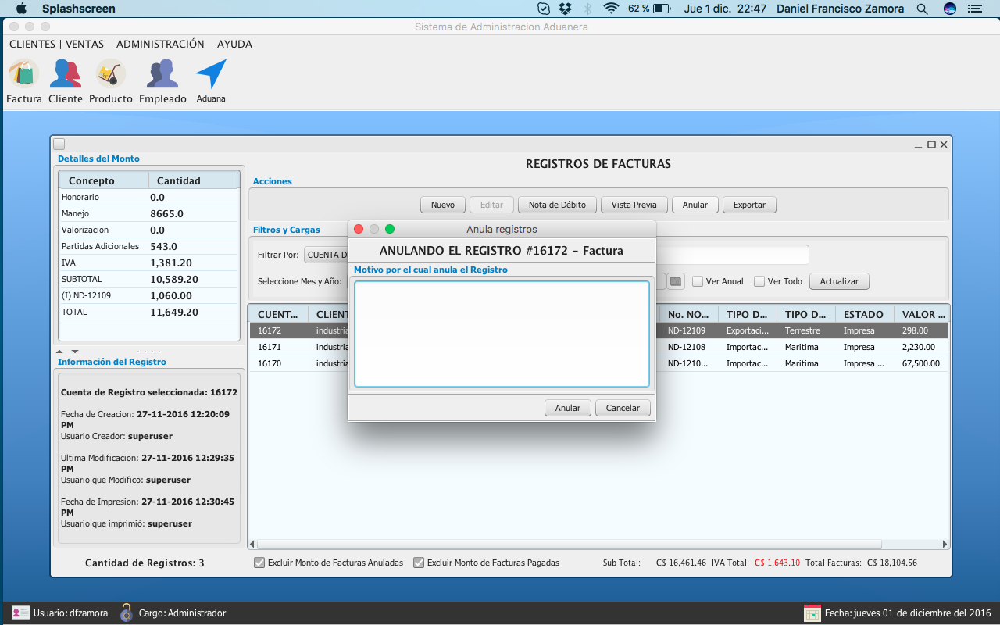 Splashscreen 62 % Jue 1 dic. 22:47 Daniel Francisco Zamora
Sistema de Administracion Aduanera
CLIENTES | VENTAS ADMINISTRACIÓN AYUDA
Factura Cliente Producto Empleado Aduana
Detalles del Monto
Concepto Cantidad
Honorario 0.0
Manejo 8665.0
Valorizacion 0.0
Partidas Adicionales 543.0
IVA 1,381.20
SUBTOTAL 10,589.20
(I) ND-12109 1,060.00
TOTAL 11,649.20
Información del Registro
Cuenta de Registro seleccionada: 16172
Fecha de Creacion: 27-11-2016 12:20:09
PM
Usuario Creador: superuser
Ultima Modificacion: 27-11-2016 12:29:35
PM
Usuario que Modifico: superuser
Fecha de Impresion: 27-11-2016 12:30:45
PM
Usuario que imprimió: superuser
Cantidad de Registros: 3
REGISTROS DE FACTURAS
Acciones
Nuevo Editar Nota de Débito Vista Previa Anular Exportar
Filtros y Cargas
Filtrar Por: CUENTA D
Seleccione Mes y Año: Ver Anual Ver Todo Actualizar
CUENT... CLIEN No. NO... TIPO D... TIPO D... ESTADO VALOR ...
16172 industria ND-12109 Exportaci... Terrestre Impresa 298.00
16171 industria ND-12108 Importac... Maritima Impresa 2,230.00
16170 industria ND-1210... Importac... Maritima Impresa ... 67,500.00
Anula registros
ANULANDO EL REGISTRO #16172 - Factura
Motivo por el cual anula el Registro
Anular Cancelar
Excluir Monto de Facturas Anuladas Excluir Monto de Facturas Pagadas Sub Total: C$ 16,461.46 IVA Total: C$ 1,643.10 Total Facturas: C$ 18,104.56
Usuario: dfzamora Cargo: Administrador Fecha: jueves 01 de diciembre del 2016